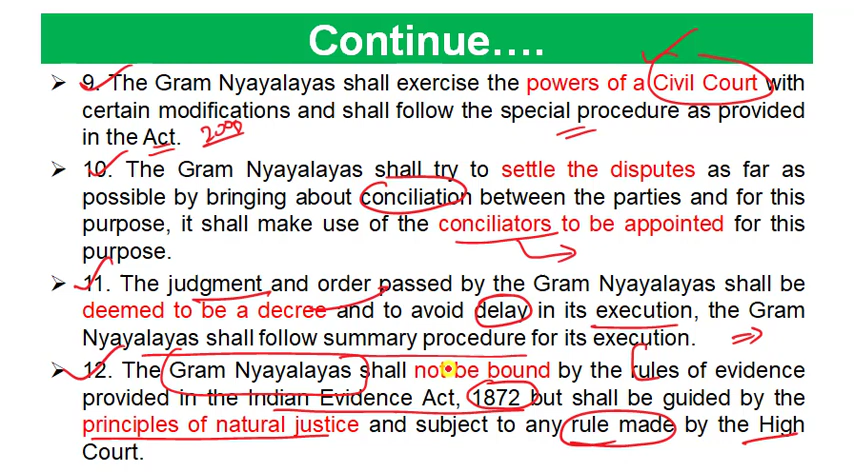 Continue….
➢ 9. The Gram Nyayalayas shall exercise the powers of a Civil Court with
certain modifications and shall follow the special procedure as provided
in the Act. 2008
➢ 10. The Gram Nyayalayas shall try to settle the disputes as far as
possible by bringing about conciliation between the parties and for this
purpose, it shall make use of the conciliators to be appointed for this
purpose.
➢ 11. The judgment and order passed by the Gram Nyayalayas shall be
deemed to be a decree and to avoid delay in its execution, the Gram
Nyayalayas shall follow summary procedure for its execution.
➢ 12. The Gram Nyayalayas shall not be bound by the rules of evidence
provided in the Indian Evidence Act, 1872 but shall be guided by the
principles of natural justice and subject to any rule made by the High
Court.